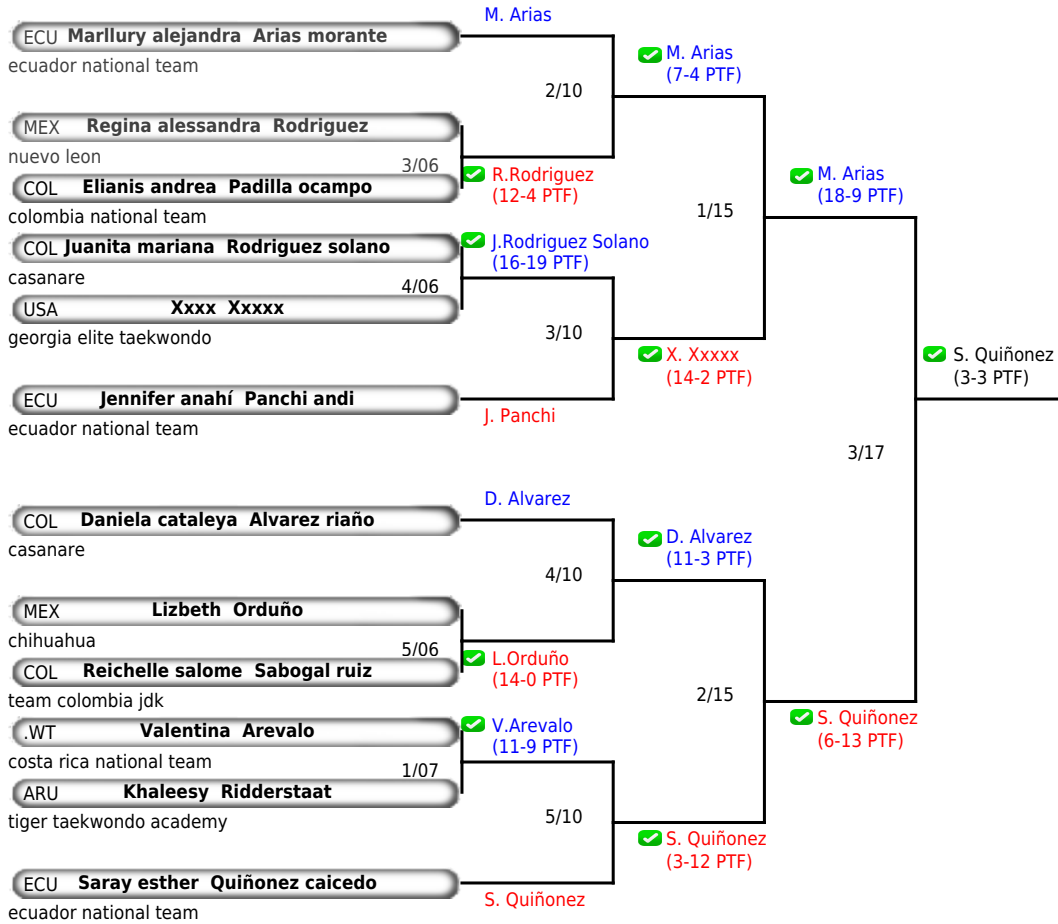 M. Arias
ECU Marllury alejandra Arias morante
ecuador national team
M. Arias
(7-4 PTF)
2/10
MEX Regina alessandra Rodriguez
nuevo leon
3/06
R.Rodriguez
(12-4 PTF)
COL Elianis andrea Padilla ocampo
colombia national team
M. Arias
(18-9 PTF)
1/15
COL Juanita mariana Rodriguez solano
casanare
J.Rodriguez Solano
(16-19 PTF)
4/06
USA Xxxx Xxxxx
georgia elite taekwondo
3/10
X. Xxxxx
(14-2 PTF)
S. Quiñonez
(3-3 PTF)
ECU Jennifer anahí Panchi andi
ecuador national team
J. Panchi
3/17
D. Alvarez
COL Daniela cataleya Alvarez riaño
casanare
D. Alvarez
(11-3 PTF)
4/10
MEX Lizbeth Orduño
chihuahua
5/06
L.Orduño
(14-0 PTF)
COL Reichelle salome Sabogal ruiz
team colombia jdk
2/15
S. Quiñonez
(6-13 PTF)
.WT Valentina Arevalo
costa rica national team
V.Arevalo
(11-9 PTF)
1/07
ARU Khaleesy Ridderstaat
tiger taekwondo academy
5/10
S. Quiñonez
(3-12 PTF)
ECU Saray esther Quiñonez caicedo
ecuador national team
S. Quiñonez